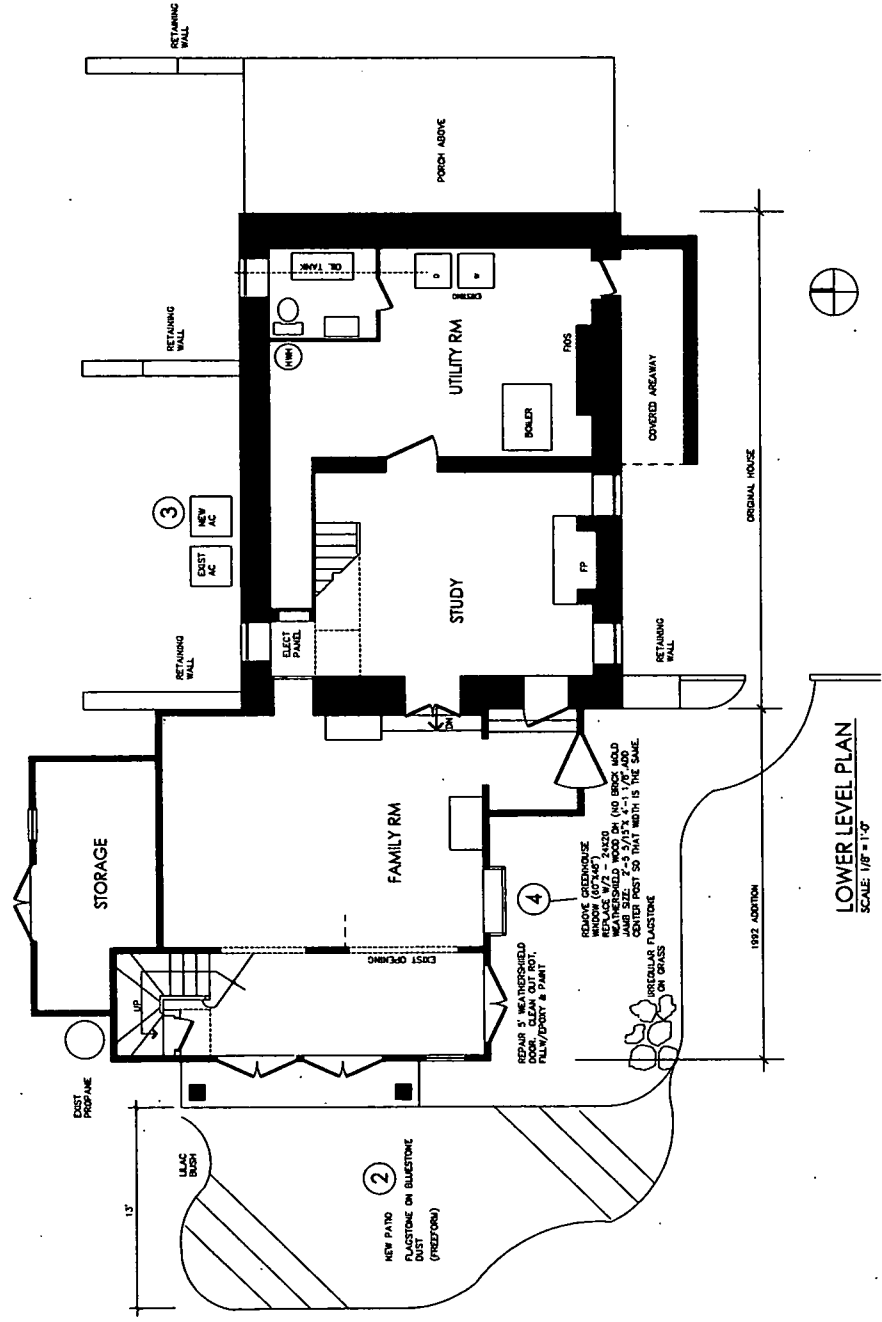 RETAINING
WALL
RETAINING
WALL
RETAINING
WALL
PORCH ABOVE
3
NEW
AC
EXIST
AC
OIL TANK
HWH
D
W
EXISTING
UTILITY RM
FIOS
BOILER
COVERED AREAWAY
ORIGINAL HOUSE
ELECT
PANEL
STUDY
FP
RETAINING
WALL
STORAGE
FAMILY RM
DN
EXIST OPENING
UP
EXIST
PROPANE
4
REMOVE GREENHOUSE
WINDOW (60"X48")
REPLACE W/2 - 24X20
WEATHERSHIELD WOOD DH (NO BRICK MOLD
JAMB SIZE: 2'-5 5/15"X 4'-1 1/8". ADD
CENTER POST SO THAT WIDTH IS THE SAME.
REPAIR 5' WEATHERSHIELD
DOOR. CLEAN OUT ROT,
FILL W/EPOXY & PAINT
IRREGULAR FLAGSTONE
ON GRASS
1992 ADDITION
13'
LILAC
BUSH
2
NEW PATIO
FLAGSTONE ON BLUESTONE
DUST
(FREEFORM)
LOWER LEVEL PLAN
SCALE: 1/8" = 1'-0"